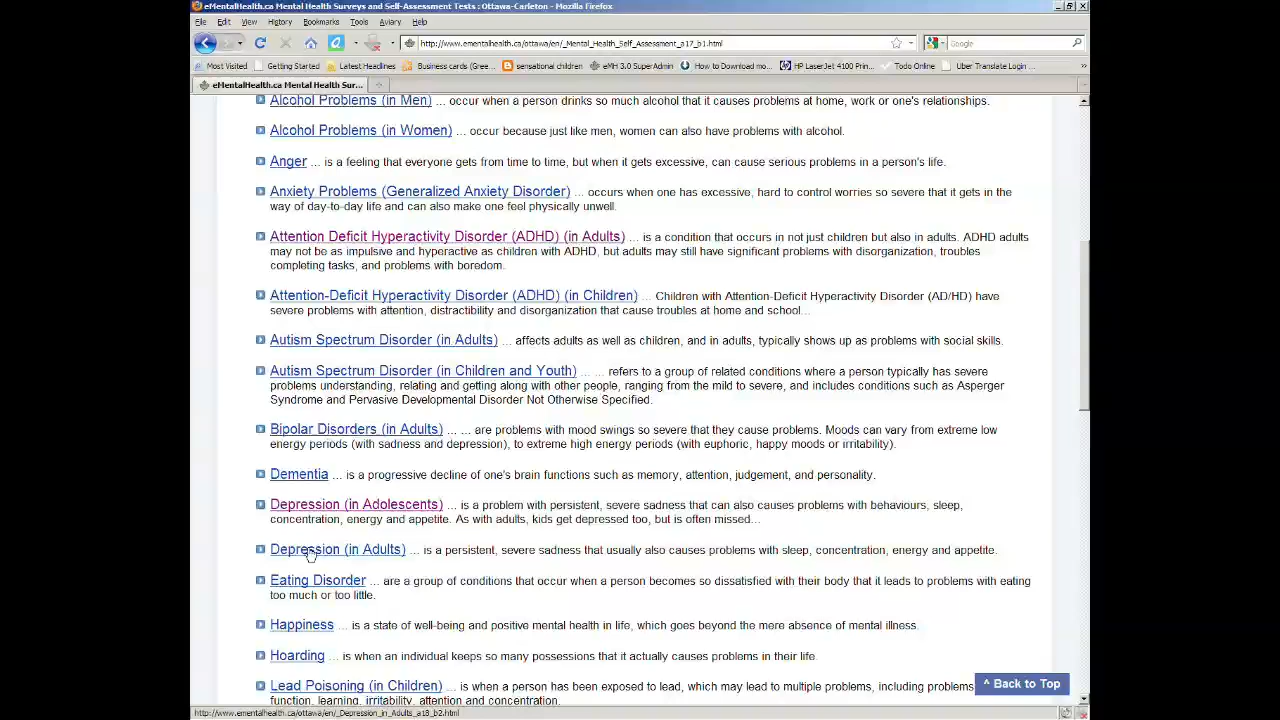 eMentalHealth.ca Mental Health Surveys and Self-Assessment Tests : Ottawa-Carleton - Mozilla Firefox
File Edit View History Bookmarks Tools Aviary Help
http://www.ementalhealth.ca/ottawa/en/_Mental_Health_Self_Assessment_a17_b1.html
Google
Most Visited Getting Started Latest Headlines Business cards (Gree... sensational children eMH 3.0 SuperAdmin How to Download mo... HP LaserJet 4100 Prin... Todo Online Uber Translate Login ...
eMentalHealth.ca Mental Health Sur...
Alcohol Problems (in Men) ... occur when a person drinks so much alcohol that it causes problems at home, work or one's relationships.
Alcohol Problems (in Women) ... occur because just like men, women can also have problems with alcohol.
Anger ... is a feeling that everyone gets from time to time, but when it gets excessive, can cause serious problems in a person's life.
Anxiety Problems (Generalized Anxiety Disorder) ... occurs when one has excessive, hard to control worries so severe that it gets in the
way of day-to-day life and can also make one feel physically unwell.
Attention Deficit Hyperactivity Disorder (ADHD) (in Adults) ... is a condition that occurs in not just children but also in adults. ADHD adults
may not be as impulsive and hyperactive as children with ADHD, but adults may still have significant problems with disorganization, troubles
completing tasks, and problems with boredom.
Attention-Deficit Hyperactivity Disorder (ADHD) (in Children) ... Children with Attention-Deficit Hyperactivity Disorder (AD/HD) have
severe problems with attention, distractibility and disorganization that cause troubles at home and school...
Autism Spectrum Disorder (in Adults) ... affects adults as well as children, and in adults, typically shows up as problems with social skills.
Autism Spectrum Disorder (in Children and Youth) ... ... refers to a group of related conditions where a person typically has severe
problems understanding, relating and getting along with other people, ranging from the mild to severe, and includes conditions such as Asperger
Syndrome and Pervasive Developmental Disorder Not Otherwise Specified.
Bipolar Disorders (in Adults) ... ... are problems with mood swings so severe that they cause problems. Moods can vary from extreme low
energy periods (with sadness and depression), to extreme high energy periods (with euphoric, happy moods or irritability).
Dementia ... is a progressive decline of one's brain functions such as memory, attention, judgement, and personality.
Depression (in Adolescents) ... is a problem with persistent, severe sadness that can also causes problems with behaviours, sleep,
concentration, energy and appetite. As with adults, kids get depressed too, but is often missed...
Depression (in Adults) ... is a persistent, severe sadness that usually also causes problems with sleep, concentration, energy and appetite.
Eating Disorder ... are a group of conditions that occur when a person becomes so dissatisfied with their body that it leads to problems with eating
too much or too little.
Happiness ... is a state of well-being and positive mental health in life, which goes beyond the mere absence of mental illness.
Hoarding ... is when an individual keeps so many possessions that it actually causes problems in their life.
Lead Poisoning (in Children) ... is when a person has been exposed to lead, which may lead to multiple problems, including problems
function, learning, irritability, attention and concentration.
^ Back to Top
http://www.ementalhealth.ca/ottawa/en/_Depression_in_Adults_a18_b2.html